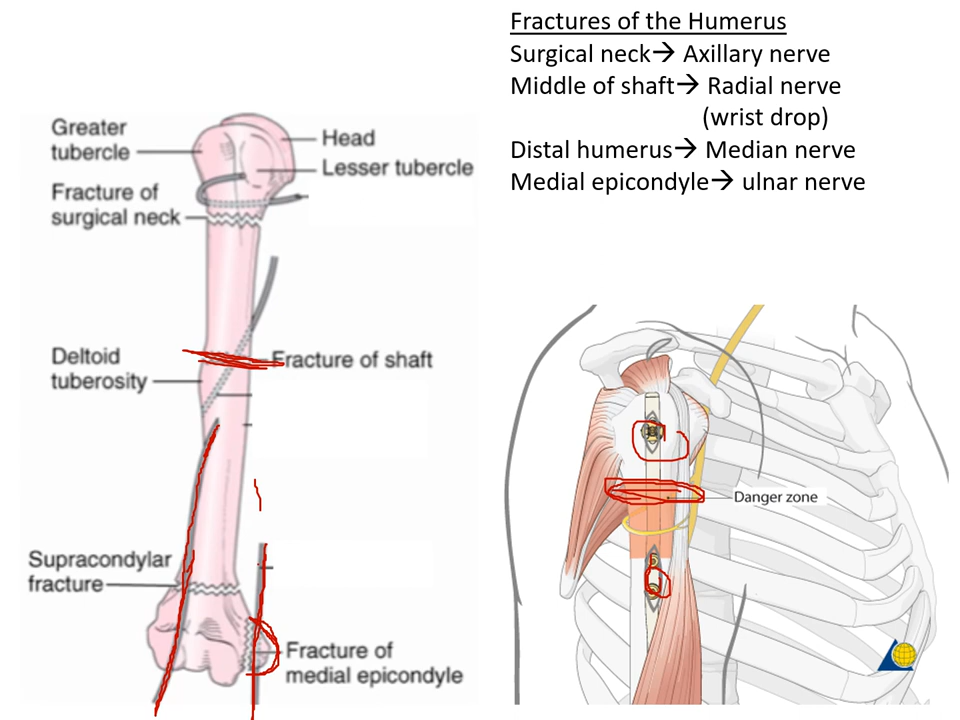 Fractures of the Humerus
Surgical neck→ Axillary nerve
Middle of shaft→ Radial nerve
(wrist drop)
Distal humerus→ Median nerve
Medial epicondyle→ ulnar nerve
Greater
tubercle
Head
Lesser tubercle
Fracture of
surgical neck
Deltoid
tuberosity
Fracture of shaft
Supracondylar
fracture
Fracture of
medial epicondyle
Danger zone